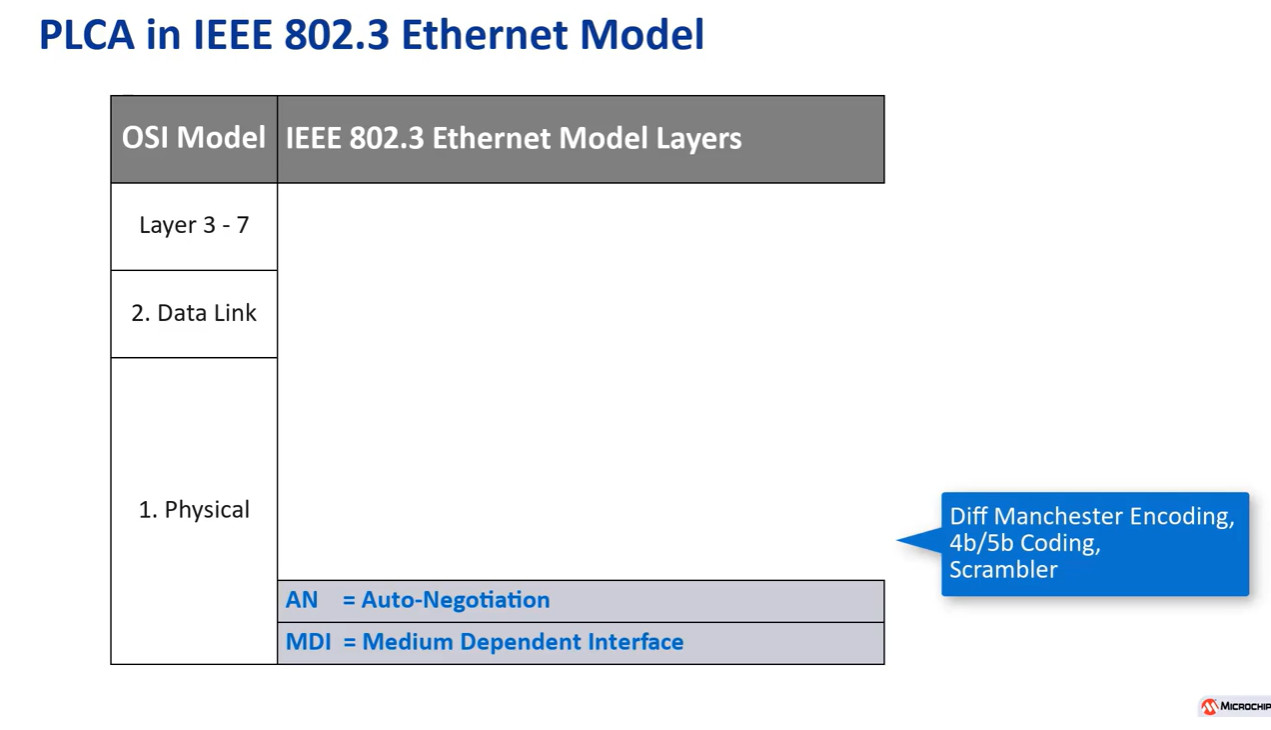 PLCA in IEEE 802.3 Ethernet Model
OSI Model
IEEE 802.3 Ethernet Model Layers
Layer 3 - 7
2. Data Link
1. Physical
Diff Manchester Encoding,
4b/5b Coding,
Scrambler
AN = Auto-Negotiation
MDI = Medium Dependent Interface
MICROCHIP